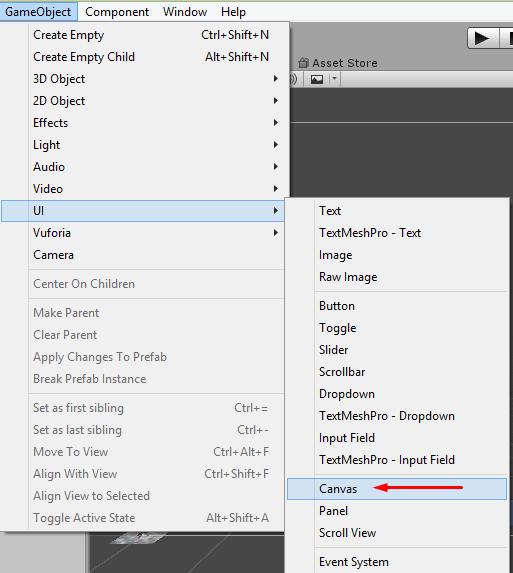 GameObject Component Window Help
Create Empty Ctrl+Shift+N
Create Empty Child Alt+Shift+N
3D Object
2D Object
Effects
Light
Audio
Video
UI
Vuforia
Camera
Center On Children
Make Parent
Clear Parent
Apply Changes To Prefab
Break Prefab Instance
Set as first sibling Ctrl+=
Set as last sibling Ctrl+-
Move To View Ctrl+Alt+F
Align With View Ctrl+Shift+F
Align View to Selected
Toggle Active State Alt+Shift+A
Asset Store
Text
TextMeshPro - Text
Image
Raw Image
Button
Toggle
Slider
Scrollbar
Dropdown
TextMeshPro - Dropdown
Input Field
TextMeshPro - Input Field
Canvas
Panel
Scroll View
Event System